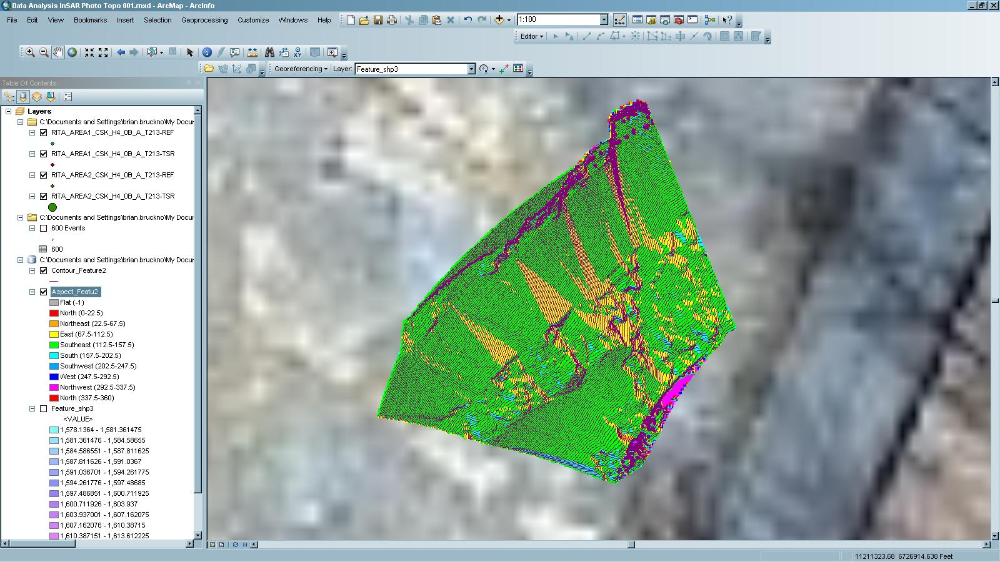 Data Analysis InSAR Photo Topo 001.mxd - ArcMap - ArcInfo
File Edit View Bookmarks Insert Selection Geoprocessing Customize Windows Help 1:100
Editor
Georeferencing Layer: Feature_shp3
Table Of Contents
Layers
C:\Documents and Settings\brian.bruckno\My Docur
RITA_AREA1_CSK_H4_0B_A_T213-REF
RITA_AREA1_CSK_H4_0B_A_T213-TSR
RITA_AREA2_CSK_H4_0B_A_T213-REF
RITA_AREA2_CSK_H4_0B_A_T213-TSR
C:\Documents and Settings\brian.bruckno\My Docur
600 Events
600
C:\Documents and Settings\brian.bruckno\My Docur
Contour_Feature2
Aspect_Featu2
Flat (-1)
North (0-22.5)
Northeast (22.5-67.5)
East (67.5-112.5)
Southeast (112.5-157.5)
South (157.5-202.5)
Southwest (202.5-247.5)
West (247.5-292.5)
Northwest (292.5-337.5)
North (337.5-360)
Feature_shp3
<VALUE>
1,578.1364 - 1,581.361475
1,581.361476 - 1,584.58655
1,584.586551 - 1,587.811625
1,587.811626 - 1,591.0367
1,591.036701 - 1,594.261775
1,594.261776 - 1,597.48685
1,597.486851 - 1,600.711925
1,600.711926 - 1,603.937
1,603.937001 - 1,607.162075
1,607.162076 - 1,610.38715
1,610.387151 - 1,613.612225
11211323.68 6726914.638 Feet